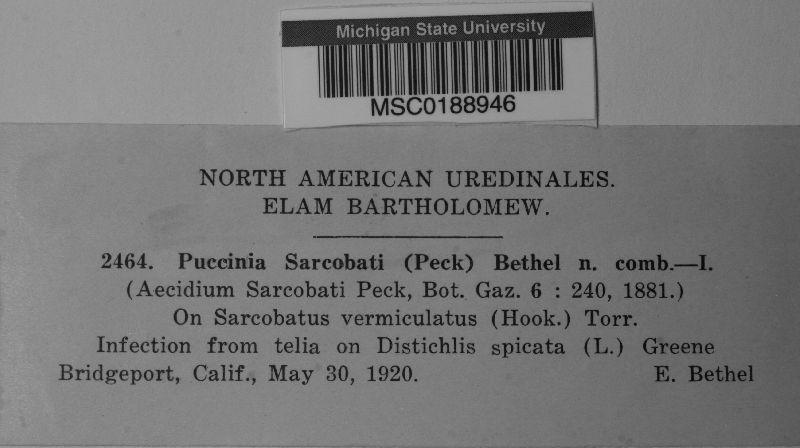 Michigan State University
MSC0188946
NORTH AMERICAN UREDINALES.
ELAM BARTHOLOMEW.
2464. Puccinia Sarcobati (Peck) Bethel n. comb.—I.
(Aecidium Sarcobati Peck, Bot. Gaz. 6 : 240, 1881.)
On Sarcobatus vermiculatus (Hook.) Torr.
Infection from telia on Distichlis spicata (L.) Greene
Bridgeport, Calif., May 30, 1920. E. Bethel